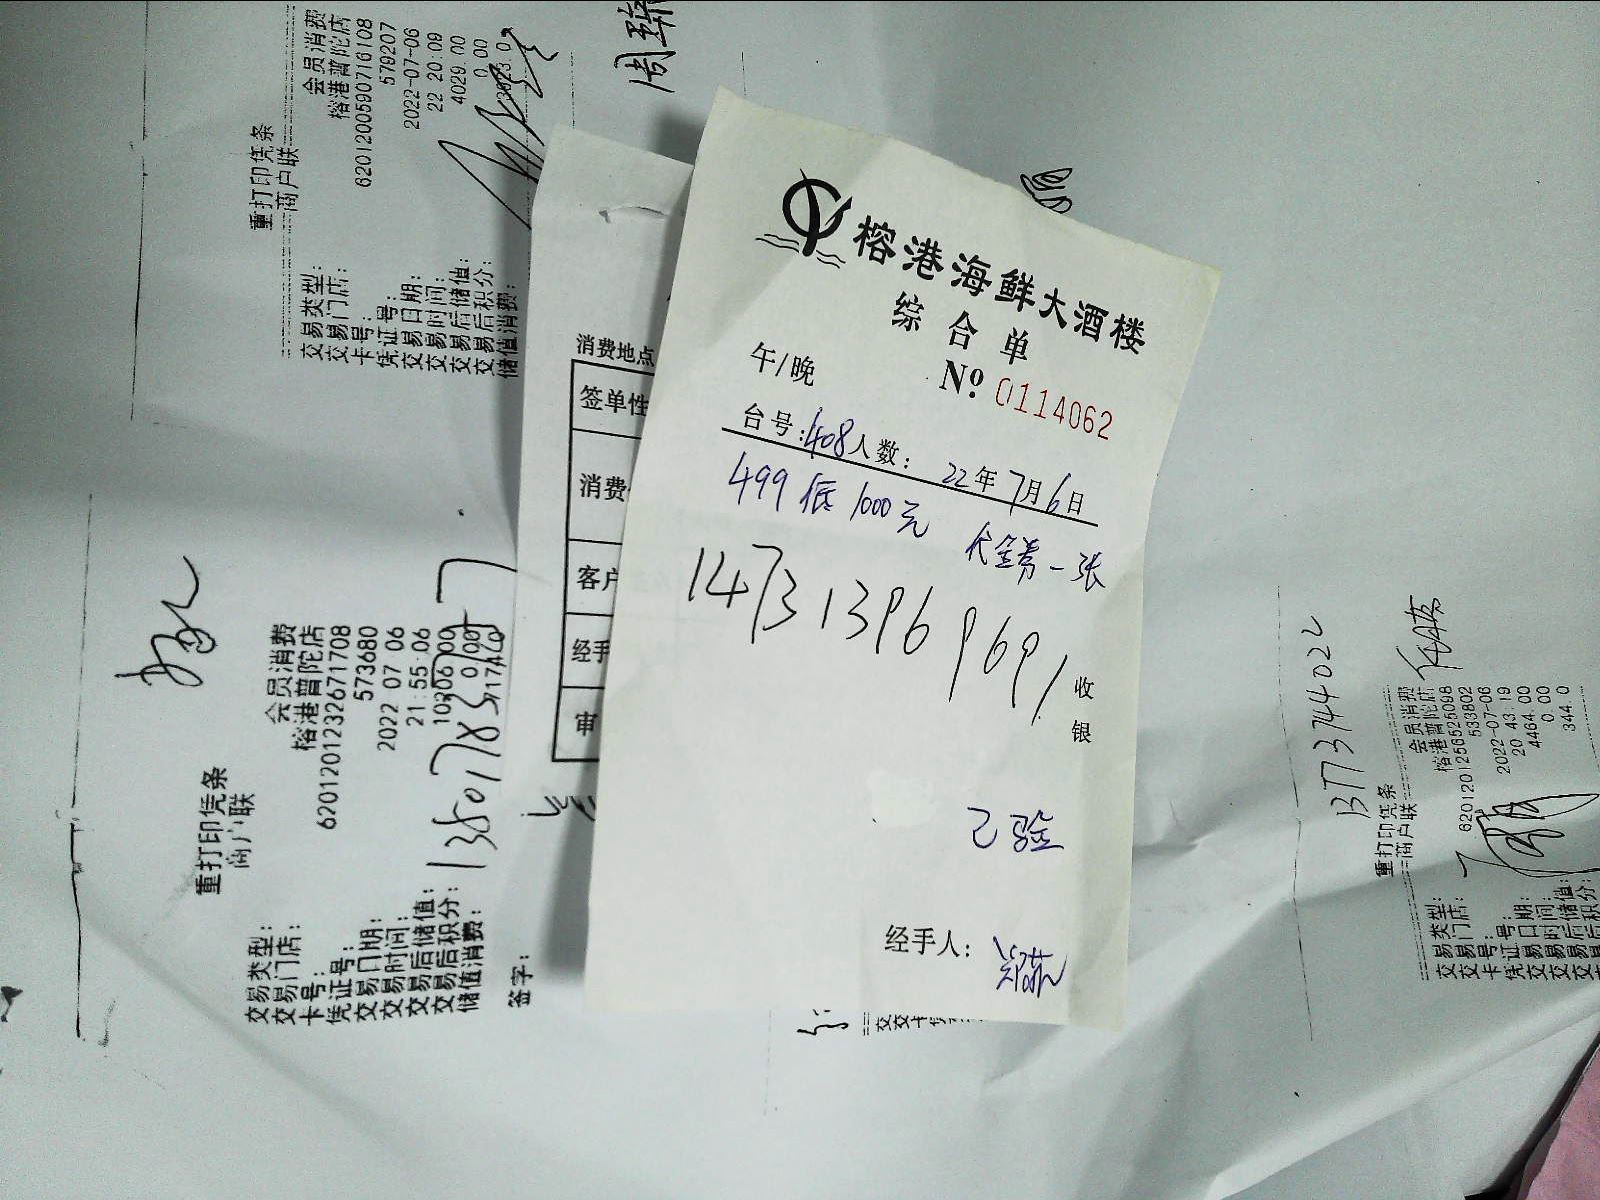 榕港海鲜大酒楼
综合单
午/晚
№ 0114062
台号:408人数: 22年7月6日
499抵1000元 代金券一张
1473 1396 9691
收银
已验
经手人:
消费地点
签单性
消费
客户
经手
审
重打印凭条
商户联
交易类型: 会员消费
交易门店: 榕港普陀店
卡号: 6201200590716108
凭证号: 579207
交易日期: 2022-07-06
交易时间: 22 20:09
交易后储值: 4029.00
交易后积分: 0.00
储值消费:
周
重打印凭条
商户联
交易类型: 会员消费
交易门店: 榕港普陀店
卡号: 6201201232671708
凭证号: 573680
交易日期: 2022 07 06
交易时间: 21:55:06
交易后储值:
交易后积分:
储值消费:
签字:
13774374402
重打印凭条
商户联
交易类型: 会员消费
交易门店: 榕港普陀店
卡号: 6201201256525098
凭证号: 533802
交易日期: 2022-07-06
交易时间: 20 43:19
交易后储值: 4464.00
交易后积分: 0.00
344.0